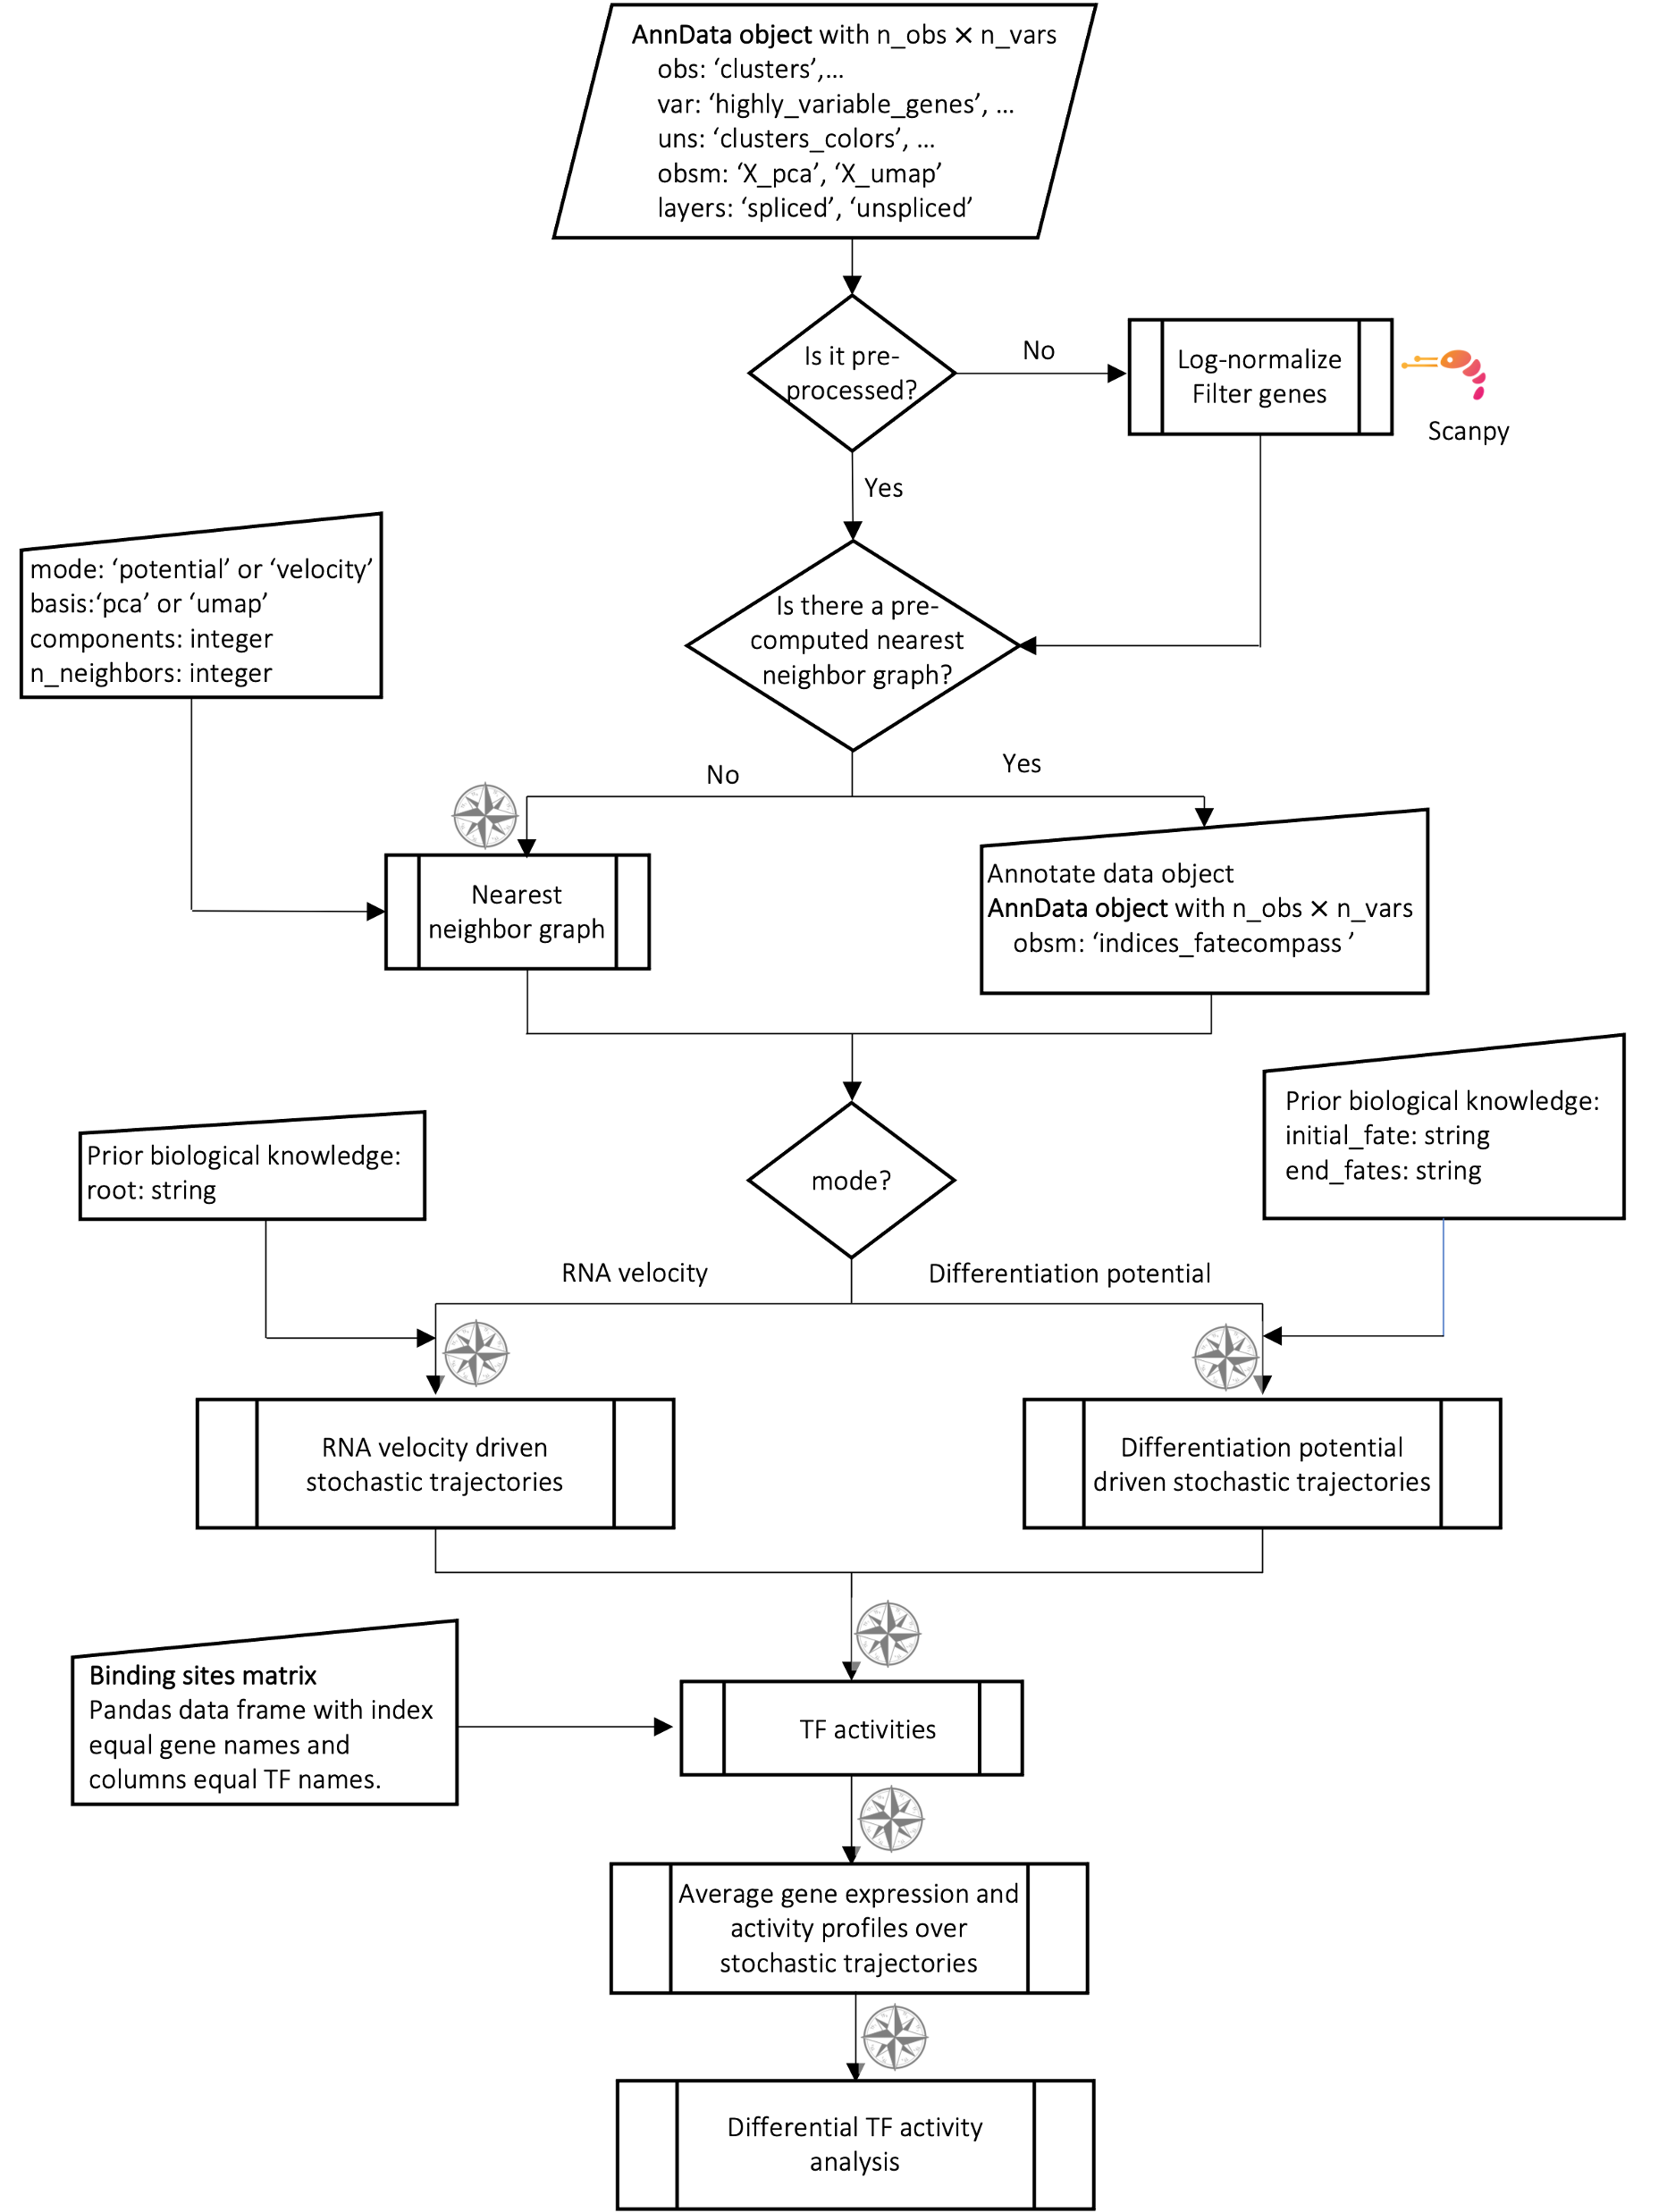 AnnData object with n_obs × n_vars
obs: ‘clusters’,...
var: ‘highly_variable_genes’, ...
uns: ‘clusters_colors’, ...
obsm: ‘X_pca’, ‘X_umap’
layers: ‘spliced’, ‘unspliced’
Is it pre-
processed?
No
Log-normalize
Filter genes
Scanpy
Yes
mode: ‘potential’ or ‘velocity’
basis:‘pca’ or ‘umap’
components: integer
n_neighbors: integer
Is there a pre-
computed nearest
neighbor graph?
No
Yes
Nearest
neighbor graph
Annotate data object
AnnData object with n_obs × n_vars
obsm: ‘indices_fatecompass ’
Prior biological knowledge:
root: string
mode?
Prior biological knowledge:
initial_fate: string
end_fates: string
RNA velocity
Differentiation potential
RNA velocity driven
stochastic trajectories
Differentiation potential
driven stochastic trajectories
Binding sites matrix
Pandas data frame with index
equal gene names and
columns equal TF names.
TF activities
Average gene expression and
activity profiles over
stochastic trajectories
Differential TF activity
analysis